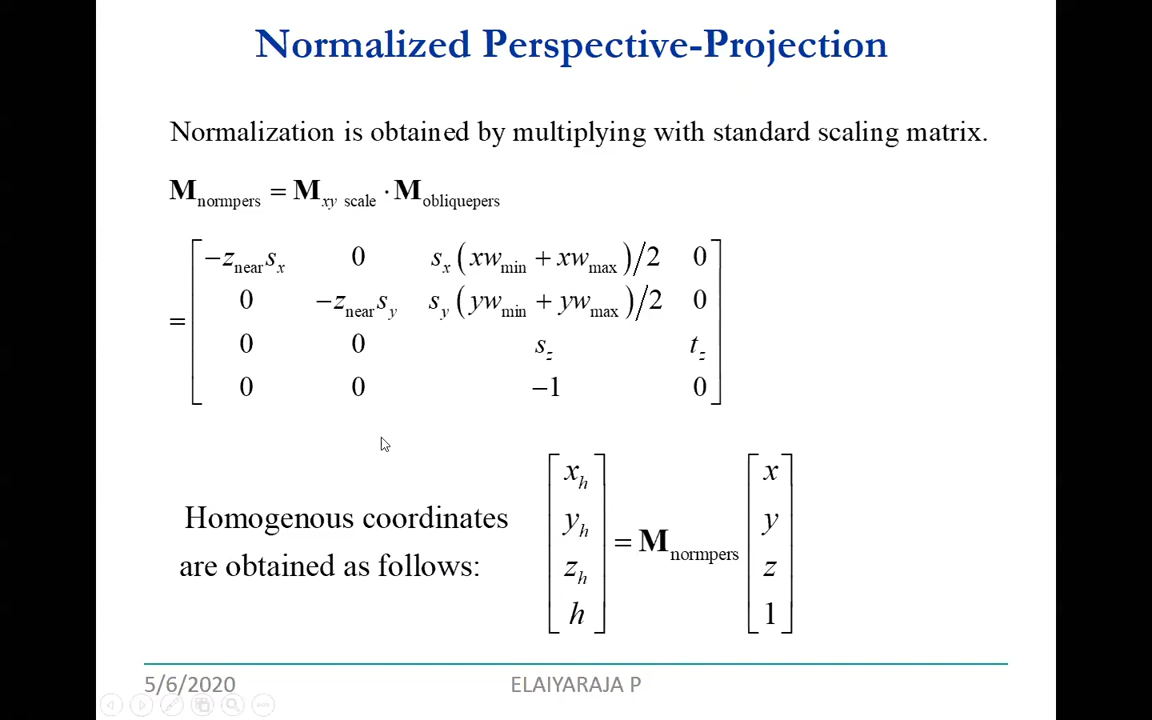 Normalized Perspective-Projection
Normalization is obtained by multiplying with standard scaling matrix.
M_normpers = M_xy scale · M_obliquepers
= [ −z_near s_x   0   s_x (xw_min + xw_max)/2   0
0   −z_near s_y   s_y (yw_min + yw_max)/2   0
0   0   s_z   t_z
0   0   −1   0 ]
Homogenous coordinates
are obtained as follows:
[ x_h
y_h
z_h
h ] = M_normpers [ x
y
z
1 ]
5/6/2020 ELAIYARAJA P